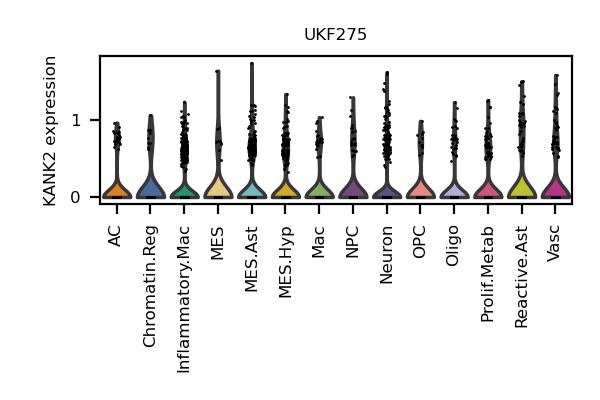 UKF275
KANK2 expression
1
0
AC
Chromatin.Reg
Inflammatory.Mac
MES
MES.Ast
MES.Hyp
Mac
NPC
Neuron
OPC
Oligo
Prolif.Metab
Reactive.Ast
Vasc